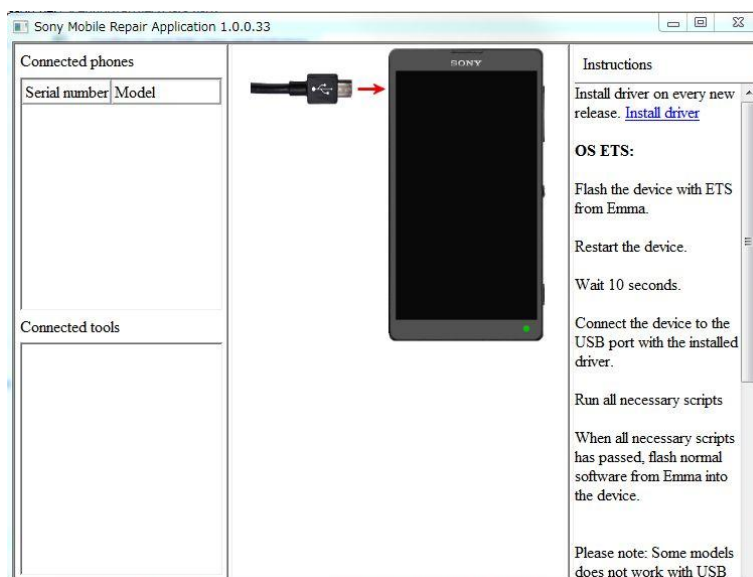 Sony Mobile Repair Application 1.0.0.33
Connected phones
Serial number Model
Connected tools
SONY
Instructions
Install driver on every new
release. Install driver
OS ETS:
Flash the device with ETS
from Emma.
Restart the device.
Wait 10 seconds.
Connect the device to the
USB port with the installed
driver.
Run all necessary scripts
When all necessary scripts
has passed, flash normal
software from Emma into
the device.
Please note: Some models
does not work with USB